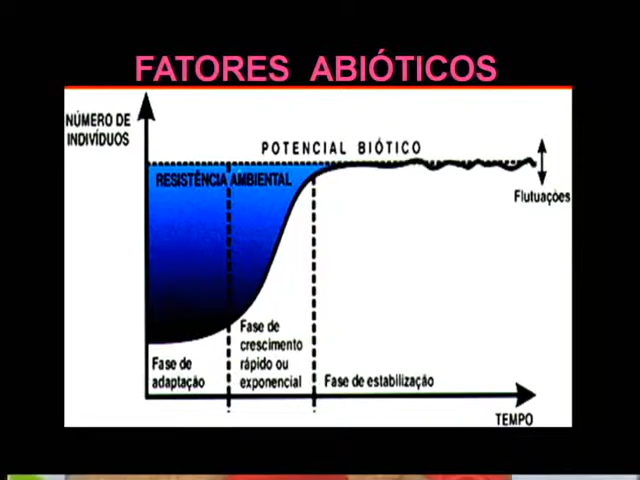 FATORES ABIÓTICOS
NÚMERO DE
INDIVÍDUOS
POTENCIAL BIÓTICO
RESISTÊNCIA AMBIENTAL
Flutuações
Fase de
crescimento
rápido ou
exponencial
Fase de
adaptação
Fase de estabilização
TEMPO